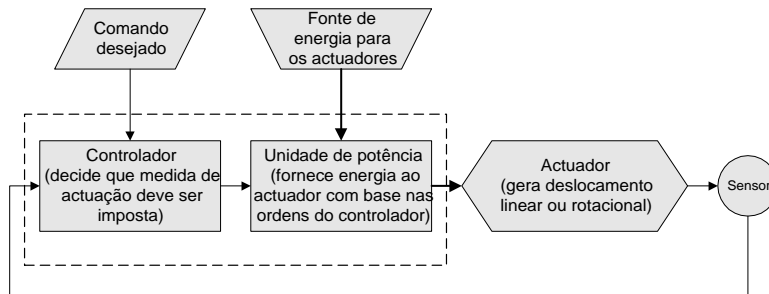 Comando
desejado
Fonte de
energia para
os actuadores
Controlador
(decide que medida de
actuação deve ser
imposta)
Unidade de potência
(fornece energia ao
actuador com base nas
ordens do controlador)
Actuador
(gera deslocamento
linear ou rotacional)
Sensor